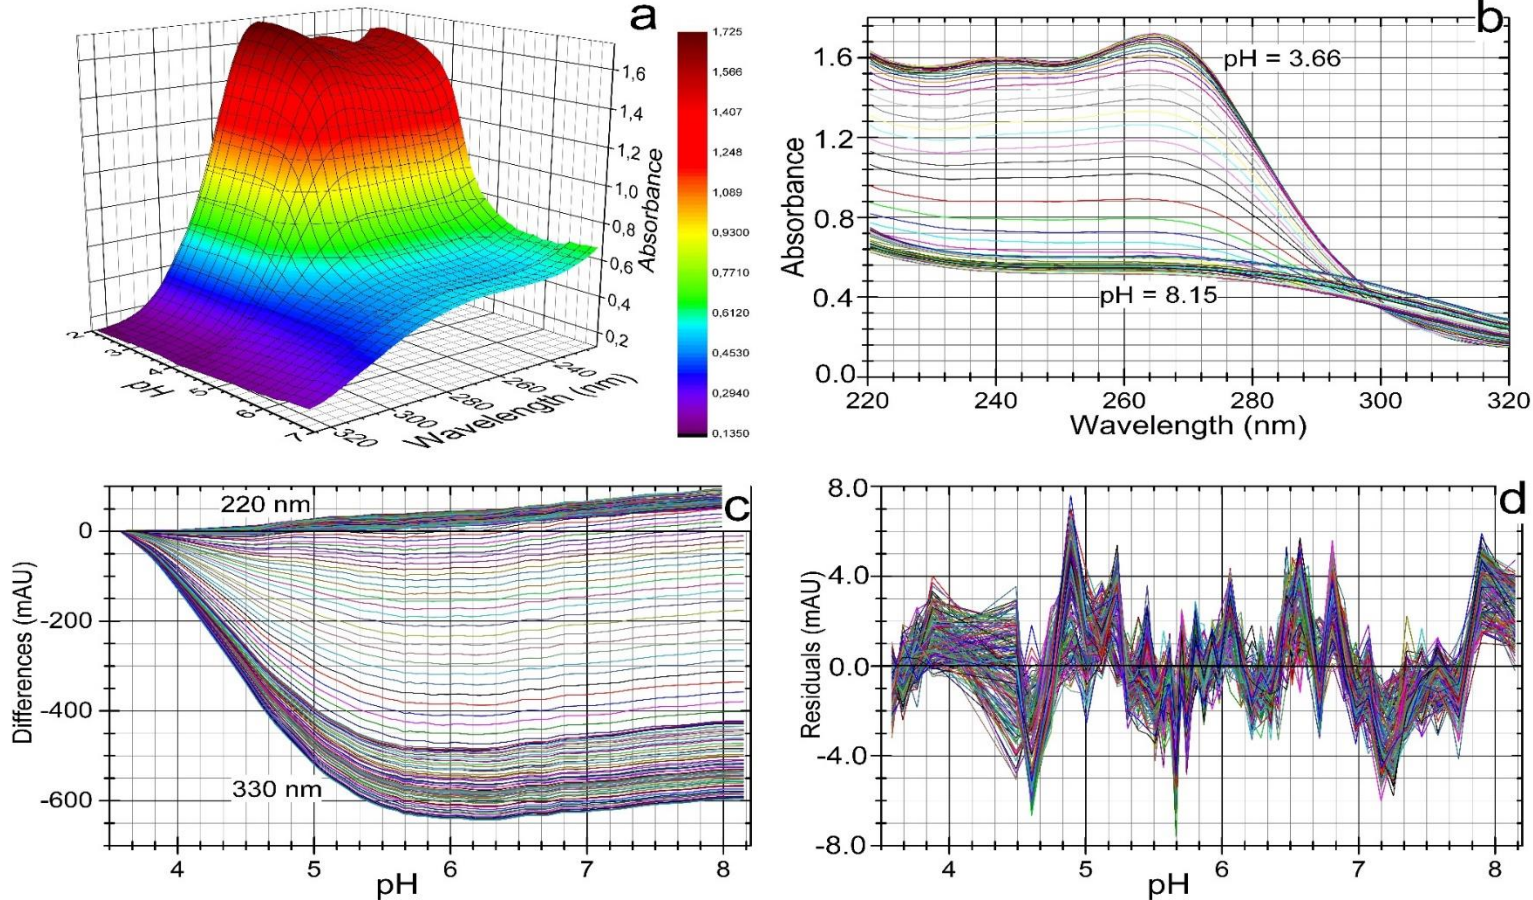 a
1,725
1,566
1,407
1,248
1,089
0,9300
0,7710
0,6120
0,4530
0,2940
0,1350
1,6
1,4
1,2
1,0
0,8
0,6
0,4
0,2
Absorbance
2
3
4
5
6
7
pH
320
300
280
260
240
Wavelength (nm)
b
pH = 3.66
pH = 8.15
1.6
1.2
0.8
0.4
0.0
Absorbance
220 240 260 280 300 320
Wavelength (nm)
c
220 nm
330 nm
0
-200
-400
-600
Differences (mAU)
4 5 6 7 8
pH
d
8.0
4.0
0.0
-4.0
-8.0
Residuals (mAU)
4 5 6 7 8
pH